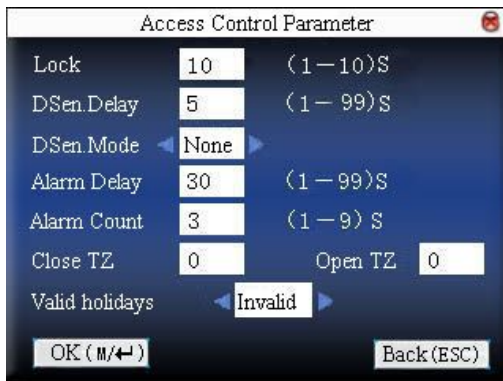 Access Control Parameter
Lock 10 (1－10)S
DSen.Delay 5 (1－99)S
DSen.Mode None
Alarm Delay 30 (1－99)S
Alarm Count 3 (1－9) S
Close TZ 0 Open TZ 0
Valid holidays Invalid
OK(M/↵) Back(ESC)